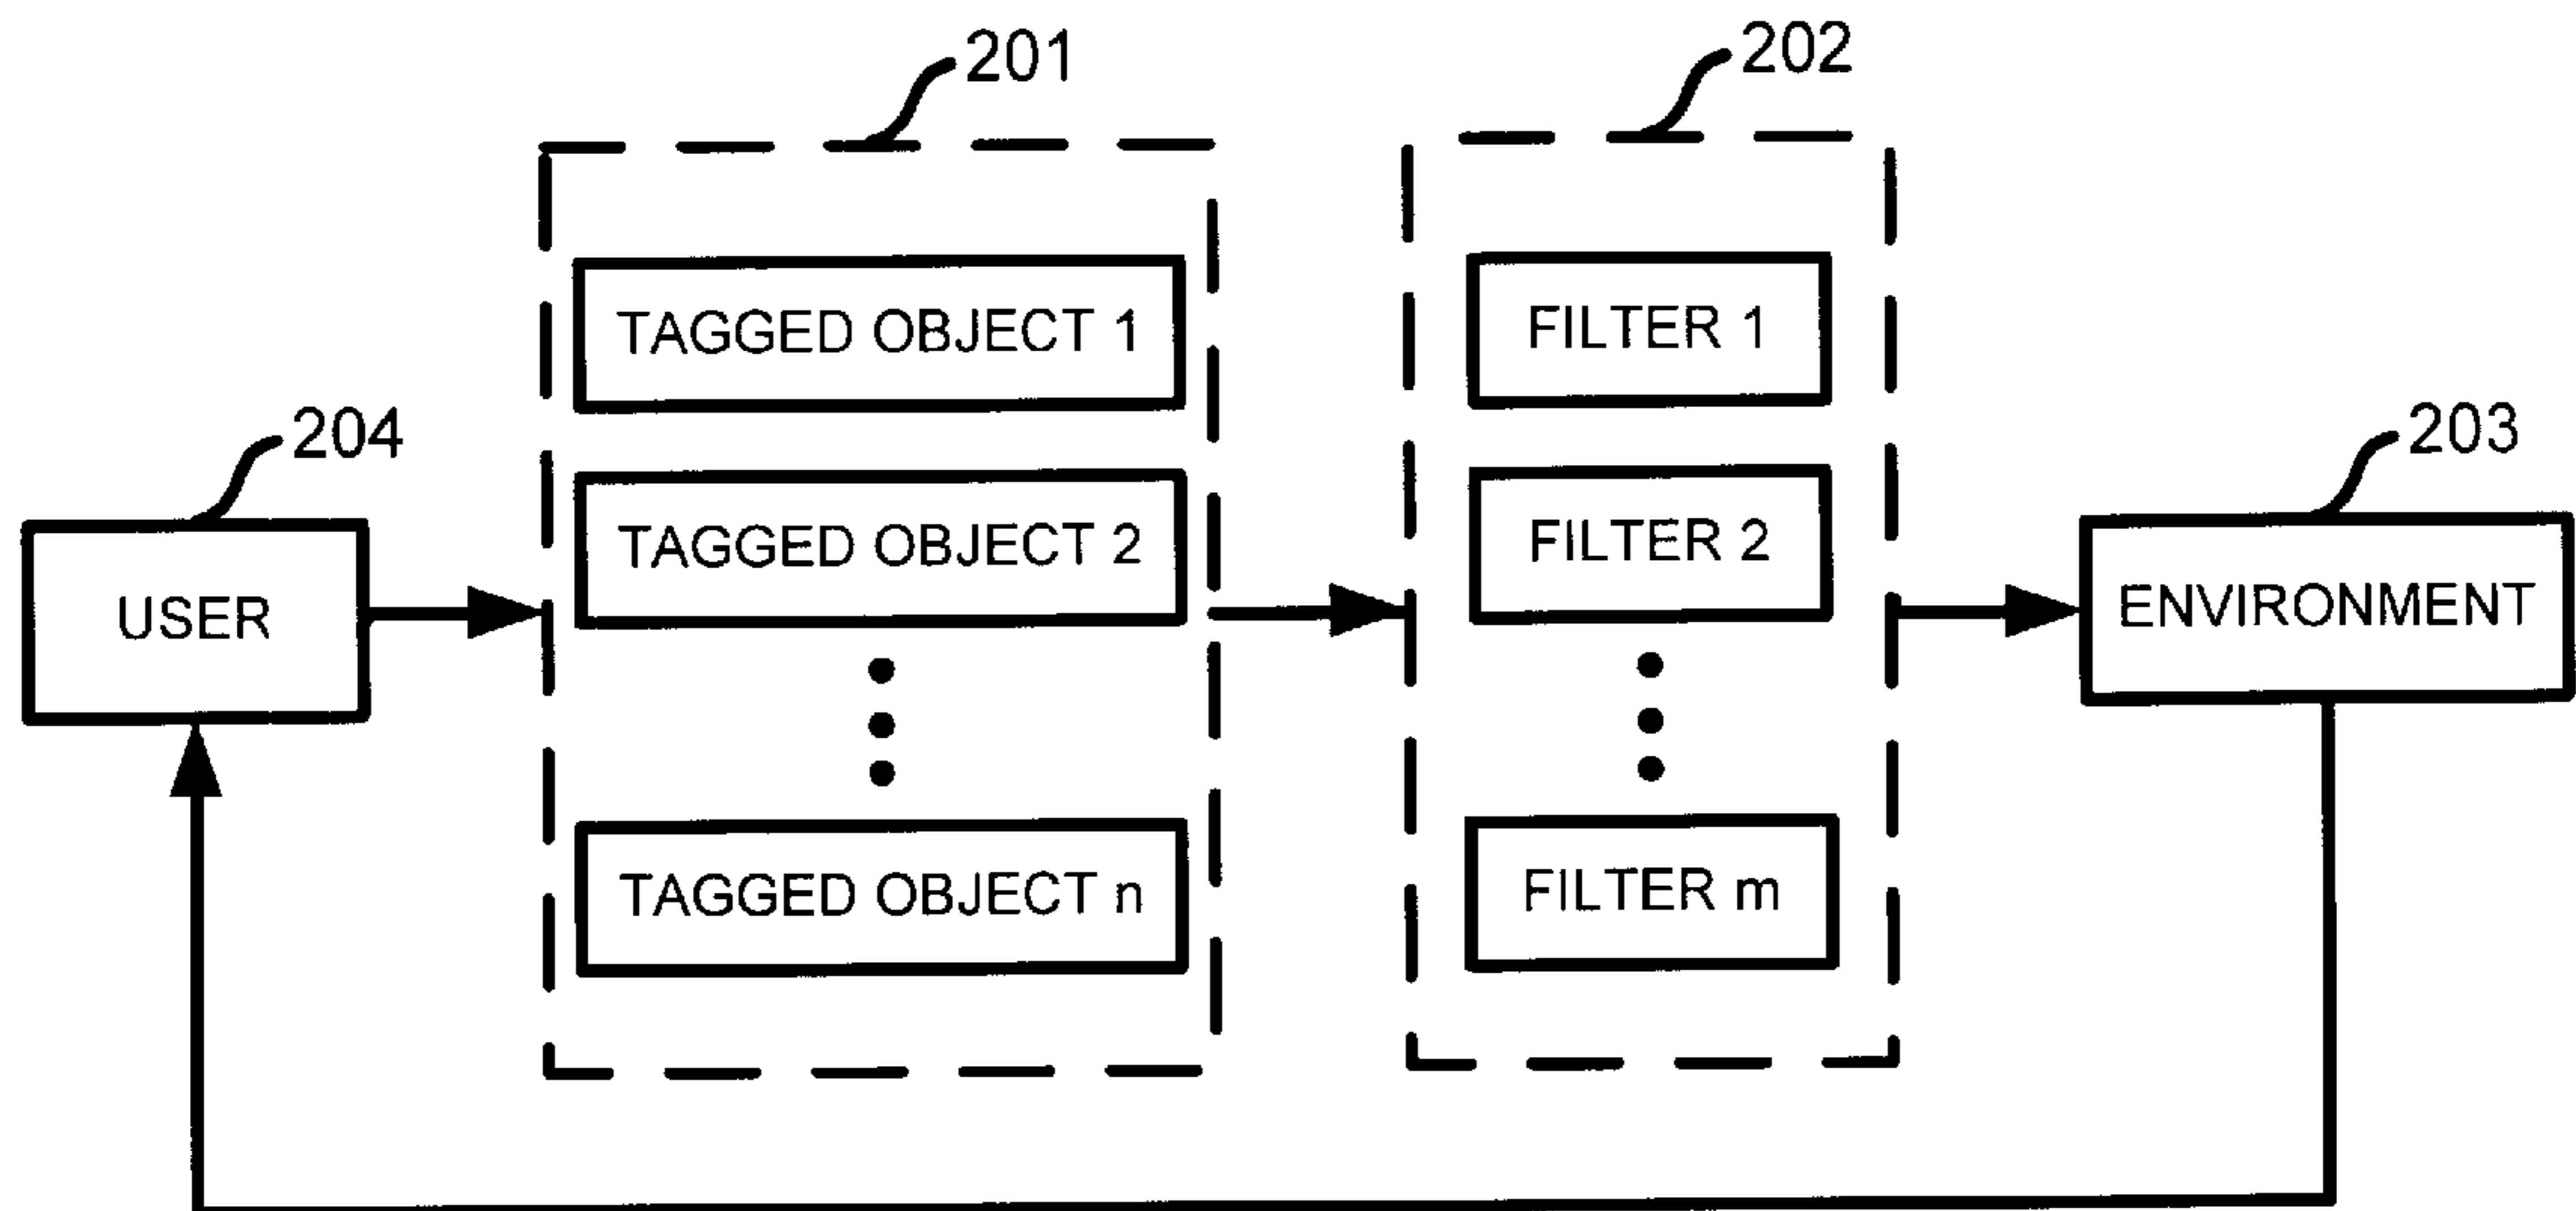 201
202
TAGGED OBJECT 1
FILTER 1
204
203
TAGGED OBJECT 2
FILTER 2
USER
ENVIRONMENT
TAGGED OBJECT n
FILTER m